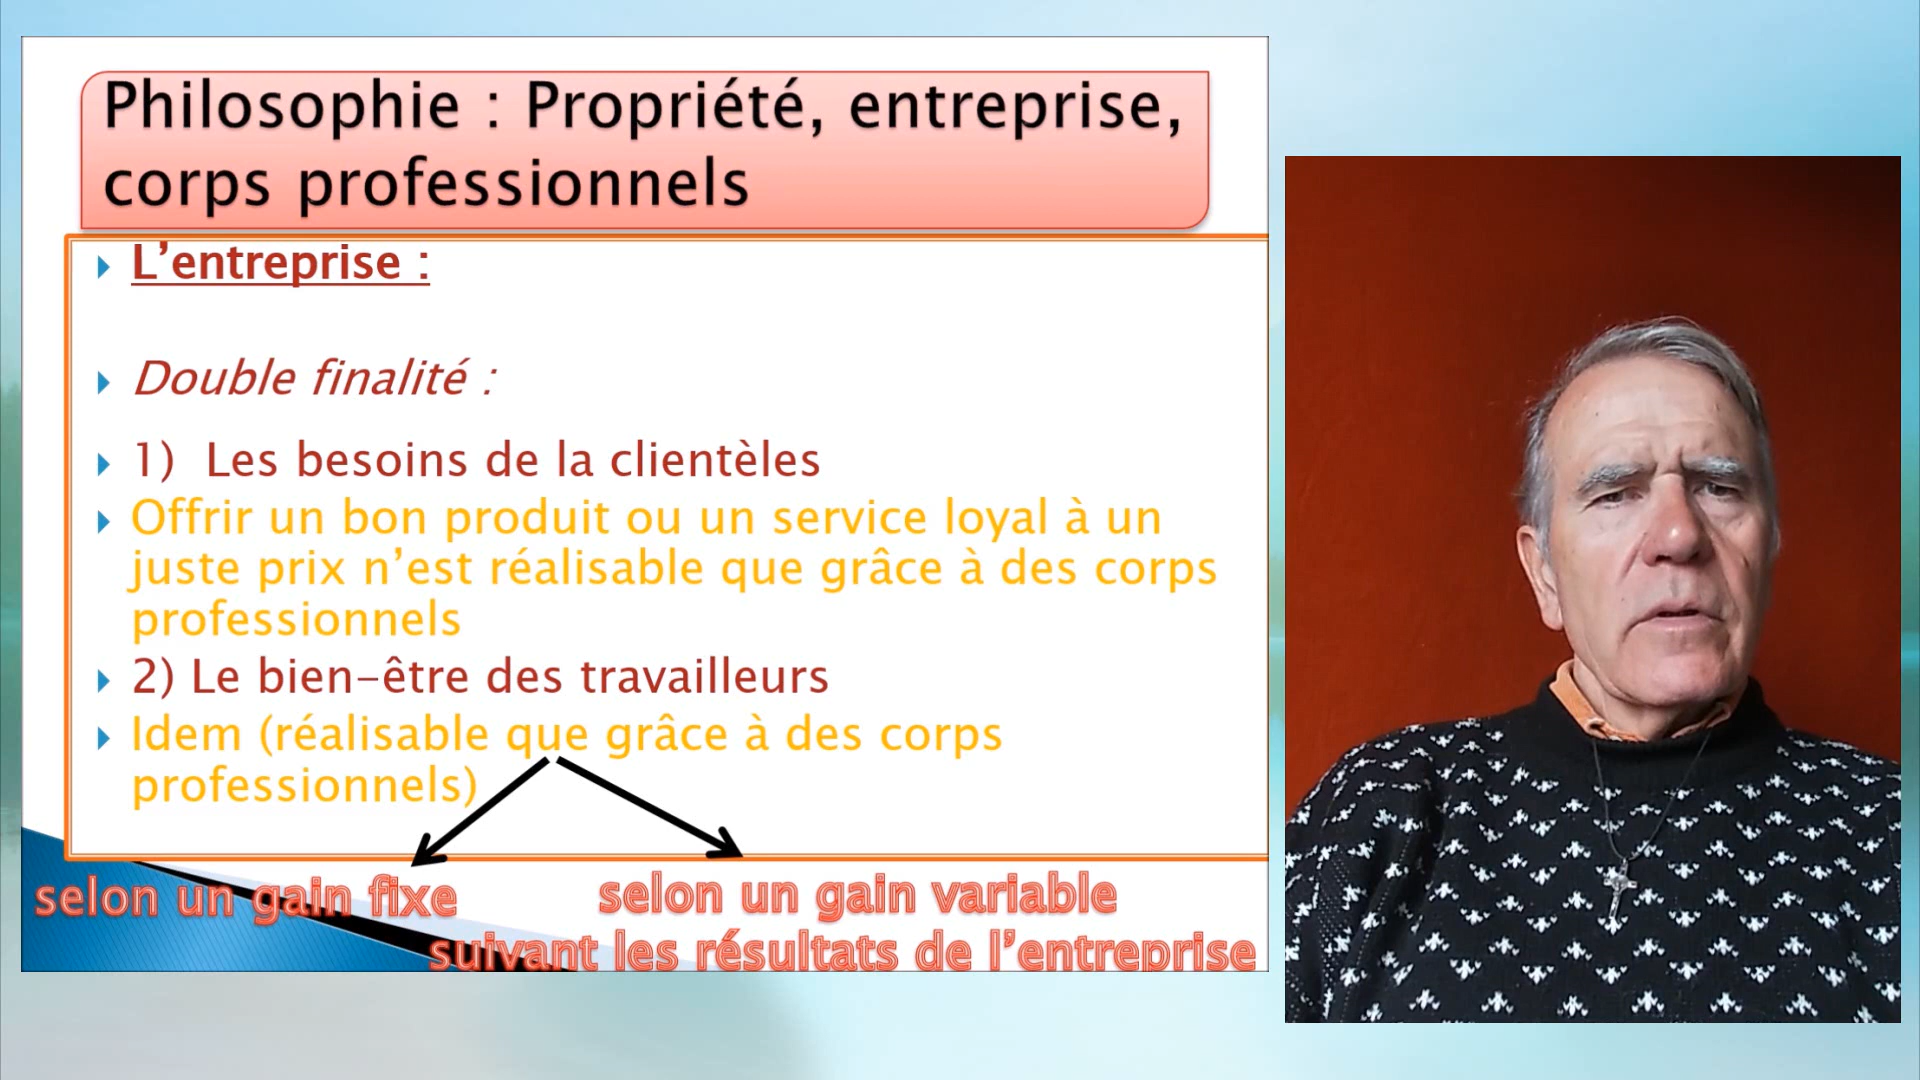 Philosophie : Propriété, entreprise,
corps professionnels
L’entreprise :
Double finalité :
1) Les besoins de la clientèles
Offrir un bon produit ou un service loyal à un
juste prix n’est réalisable que grâce à des corps
professionnels
2) Le bien-être des travailleurs
Idem (réalisable que grâce à des corps
professionnels)
selon un gain fixe
selon un gain variable
suivant les résultats de l’entreprise